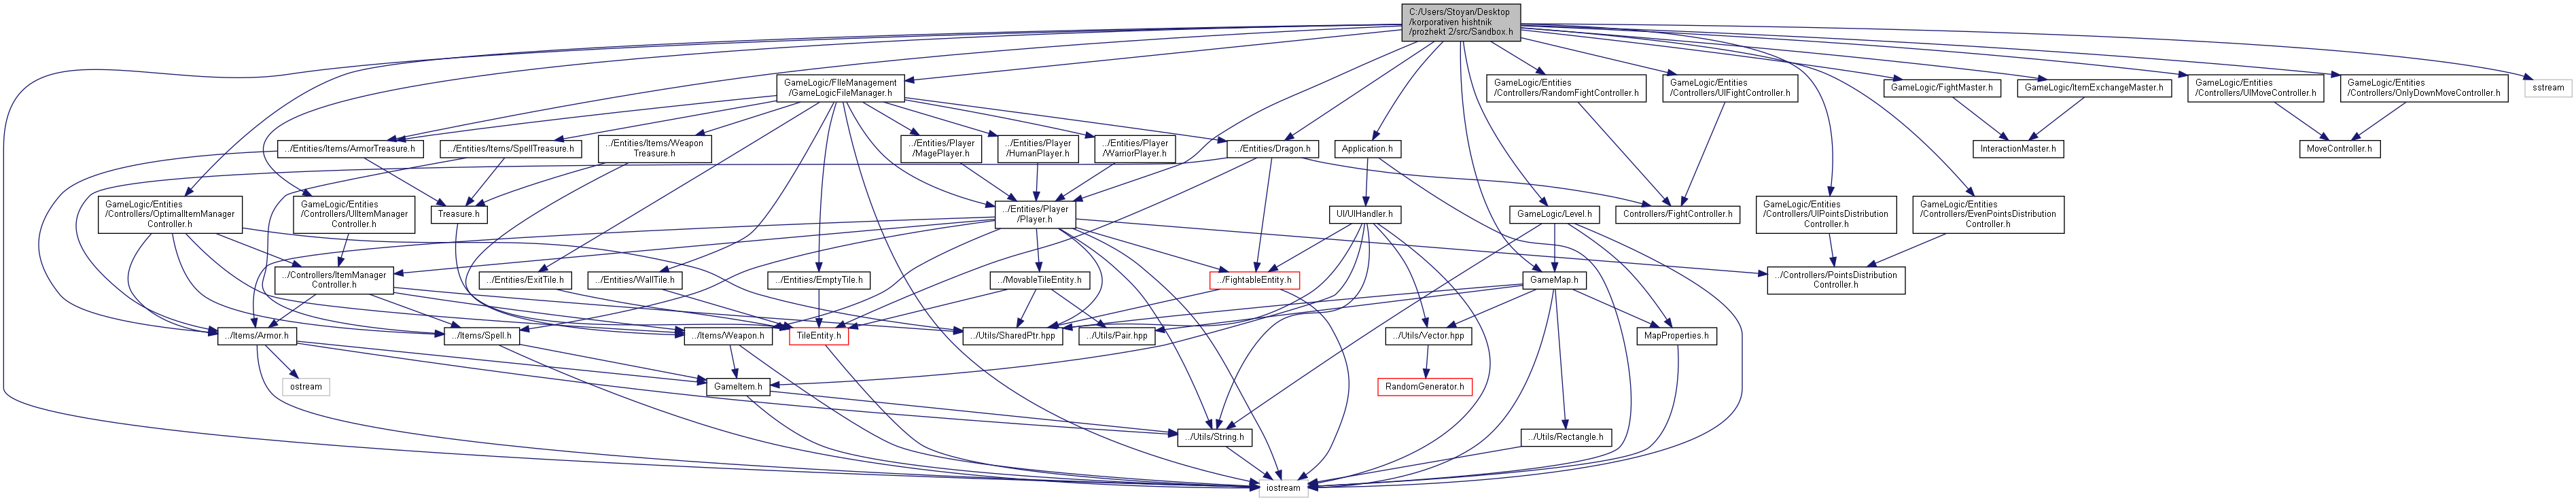 C:/Users/Stoyan/Desktop
/korporativen hishtnik
/prozhekt 2/src/Sandbox.h
GameLogic/FIleManagement
/GameLogicFileManager.h
GameLogic/Entities
/Controllers/RandomFightController.h
GameLogic/Entities
/Controllers/UIFightController.h
GameLogic/FightMaster.h
GameLogic/ItemExchangeMaster.h
GameLogic/Entities
/Controllers/UIMoveController.h
GameLogic/Entities
/Controllers/OnlyDownMoveController.h
sstream
../Entities/Items/ArmorTreasure.h
../Entities/Items/SpellTreasure.h
../Entities/Items/Weapon
Treasure.h
../Entities/Player
/MagePlayer.h
../Entities/Player
/HumanPlayer.h
../Entities/Player
/WarriorPlayer.h
../Entities/Dragon.h
Application.h
InteractionMaster.h
MoveController.h
GameLogic/Entities
/Controllers/OptimalItemManager
Controller.h
GameLogic/Entities
/Controllers/UIItemManager
Controller.h
Treasure.h
../Entities/Player
/Player.h
UI/UIHandler.h
GameLogic/Level.h
Controllers/FightController.h
GameLogic/Entities
/Controllers/UIPointsDistribution
Controller.h
GameLogic/Entities
/Controllers/EvenPointsDistribution
Controller.h
../Controllers/ItemManager
Controller.h
../Entities/ExitTile.h
../Entities/WallTile.h
../Entities/EmptyTile.h
../MovableTileEntity.h
../FightableEntity.h
GameMap.h
../Controllers/PointsDistribution
Controller.h
../Items/Armor.h
../Items/Spell.h
../Items/Weapon.h
TileEntity.h
../Utils/SharedPtr.hpp
../Utils/Pair.hpp
../Utils/Vector.hpp
MapProperties.h
ostream
GameItem.h
RandomGenerator.h
../Utils/String.h
../Utils/Rectangle.h
iostream